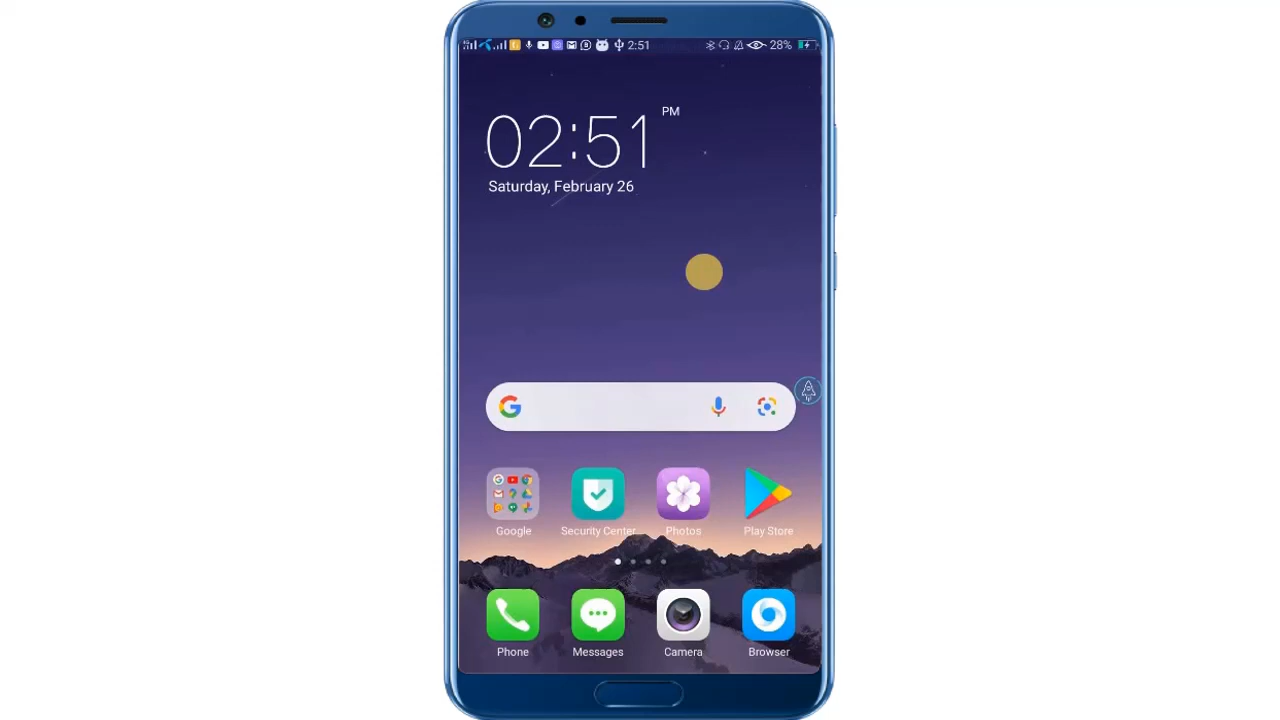 2:51 28%
PM
02:51
Saturday, February 26
Google Security Center... Photos Play Store
Phone Messages Camera Browser